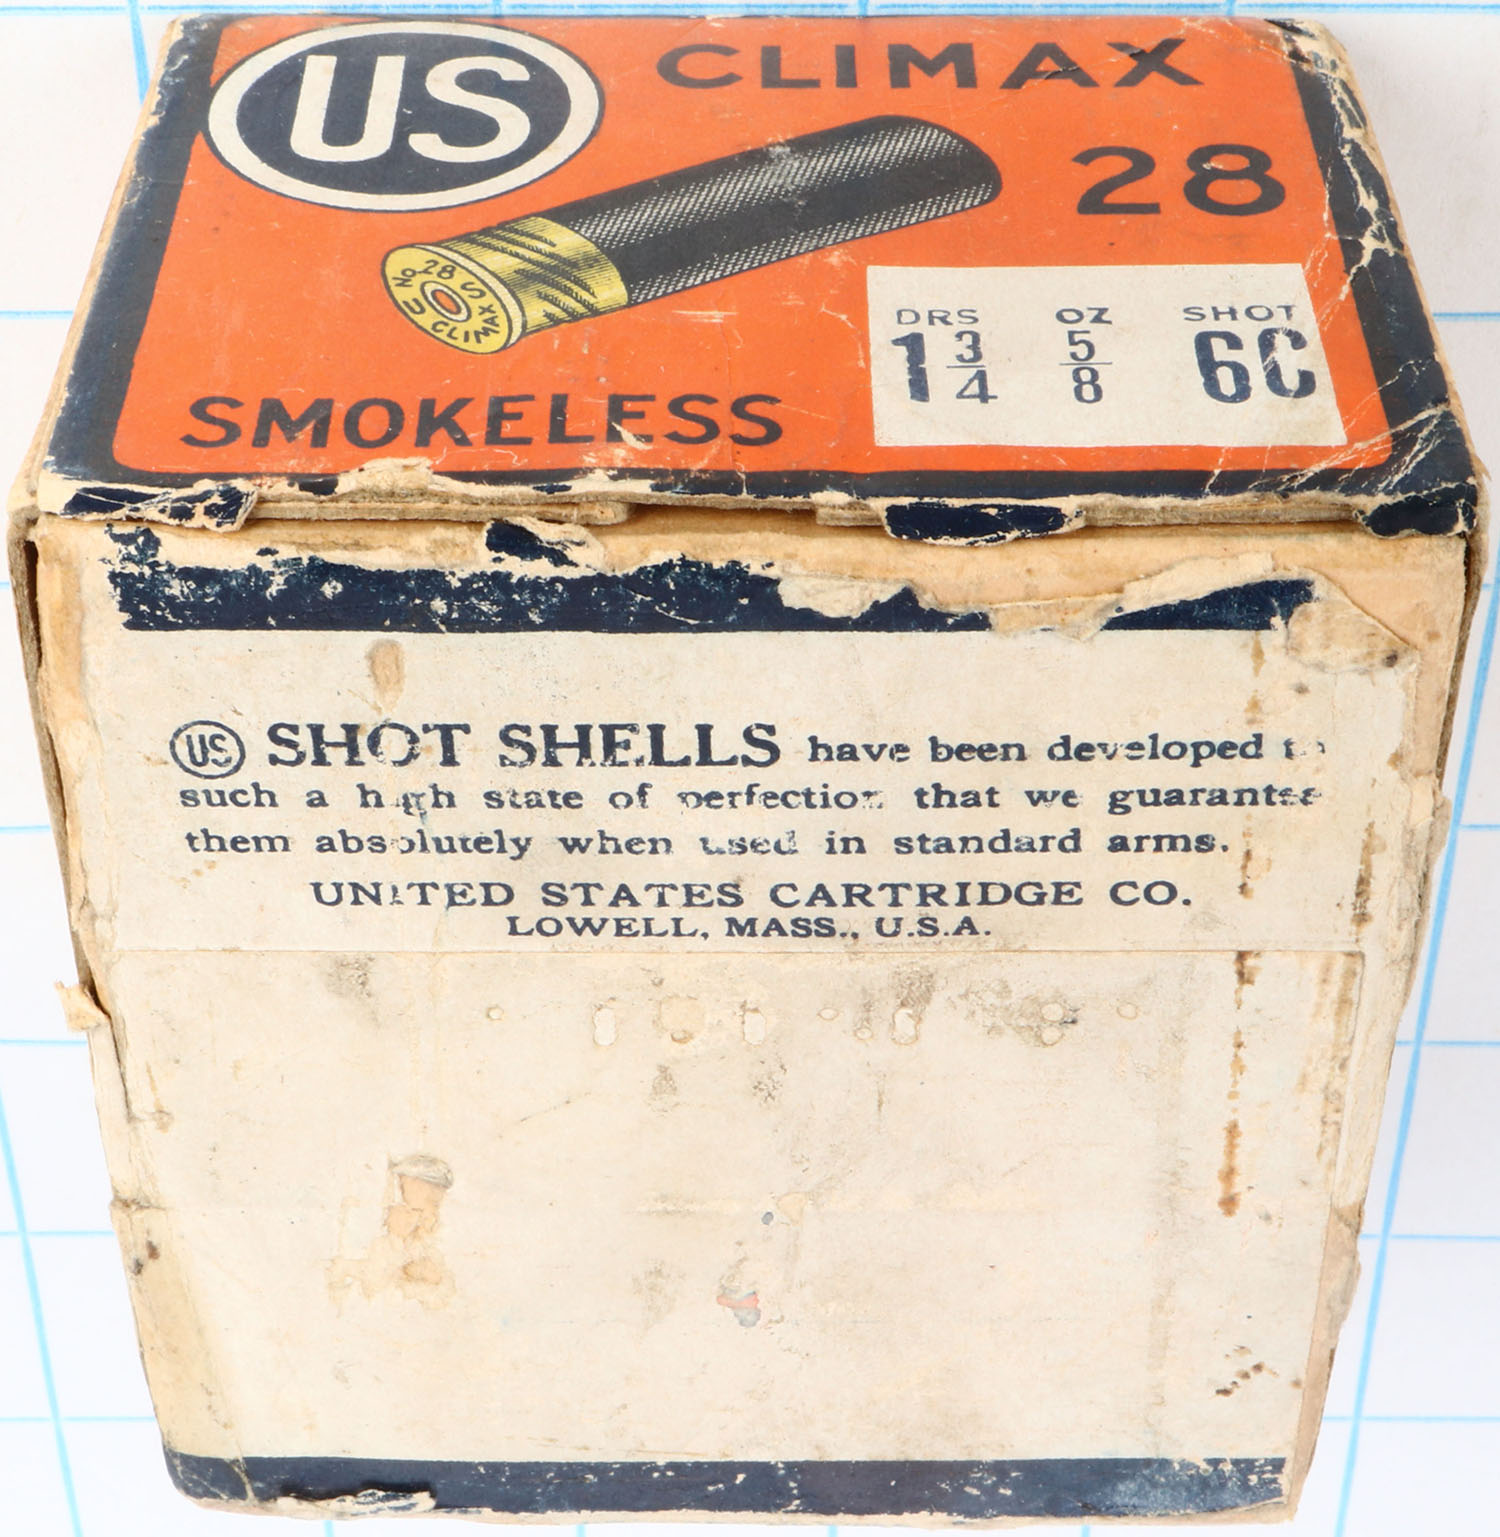 US
CLIMAX
28
No 28
U S
CLIMAX
SMOKELESS
DRS OZ SHOT
1 3/4 5/8 6C
US SHOT SHELLS have been developed to
such a high state of perfection that we guarantee
them absolutely when used in standard arms.
UNITED STATES CARTRIDGE CO.
LOWELL, MASS., U.S.A.